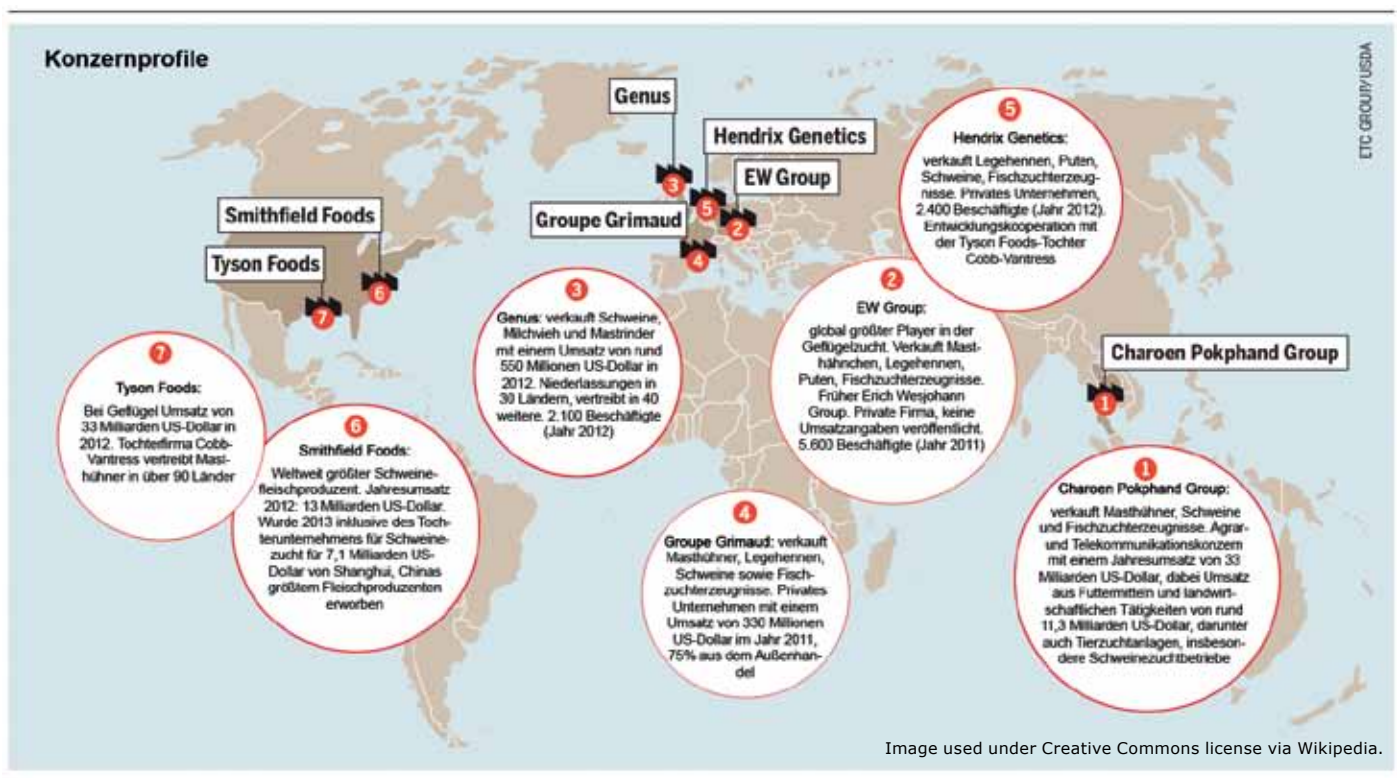 Konzernprofile
ETC GROUP/USDA
Genus
Hendrix Genetics
EW Group
Groupe Grimaud
Smithfield Foods
Tyson Foods
Charoen Pokphand Group
3
5
2
4
6
7
1
5
Hendrix Genetics:
verkauft Legehennen, Puten,
Schweine, Fischzuchterzeug-
nisse. Privates Unternehmen,
2.400 Beschäftigte (Jahr 2012).
Entwicklungskooperation mit
der Tyson Foods-Tochter
Cobb-Vantress
2
EW Group:
global größter Player in der
Geflügelzucht. Verkauft Mast-
hähnchen, Legehennen,
Puten, Fischzuchterzeugnisse.
Früher Erich Wesjohann
Group. Private Firma, keine
Umsatzangaben veröffentlicht.
5.600 Beschäftigte (Jahr 2011)
3
Genus: verkauft Schweine,
Milchvieh und Mastrinder
mit einem Umsatz von rund
550 Millionen US-Dollar in
2012. Niederlassungen in
30 Ländern, vertreibt in 40
weitere. 2.100 Beschäftigte
(Jahr 2012)
7
Tyson Foods:
Bei Geflügel Umsatz von
33 Milliarden US-Dollar in
2012. Tochterfirma Cobb-
Vantress vertreibt Mast-
hühner in über 90 Länder
6
Smithfield Foods:
Weltweit größter Schweine-
fleischproduzent. Jahresumsatz
2012: 13 Milliarden US-Dollar.
Wurde 2013 inklusive des Toch-
terunternehmens für Schweine-
zucht für 7,1 Milliarden US-
Dollar von Shanghui, Chinas
größtem Fleischproduzenten
erworben
4
Groupe Grimaud: verkauft
Masthühner, Legehennen,
Schweine sowie Fisch-
zuchterzeugnisse. Privates
Unternehmen mit einem
Umsatz von 330 Millionen
US-Dollar im Jahr 2011,
75% aus dem Außenhan-
del
1
Charoen Pokphand Group:
verkauft Masthühner, Schweine
und Fischzuchterzeugnisse. Agrar-
und Telekommunikationskonzern
mit einem Jahresumsatz von 33
Milliarden US-Dollar, dabei Umsatz
aus Futtermitteln und landwirt-
schaftlichen Tätigkeiten von rund
11,3 Milliarden US-Dollar, darunter
auch Tierzuchtanlagen, insbeson-
dere Schweinezuchtbetriebe
Image used under Creative Commons license via Wikipedia.